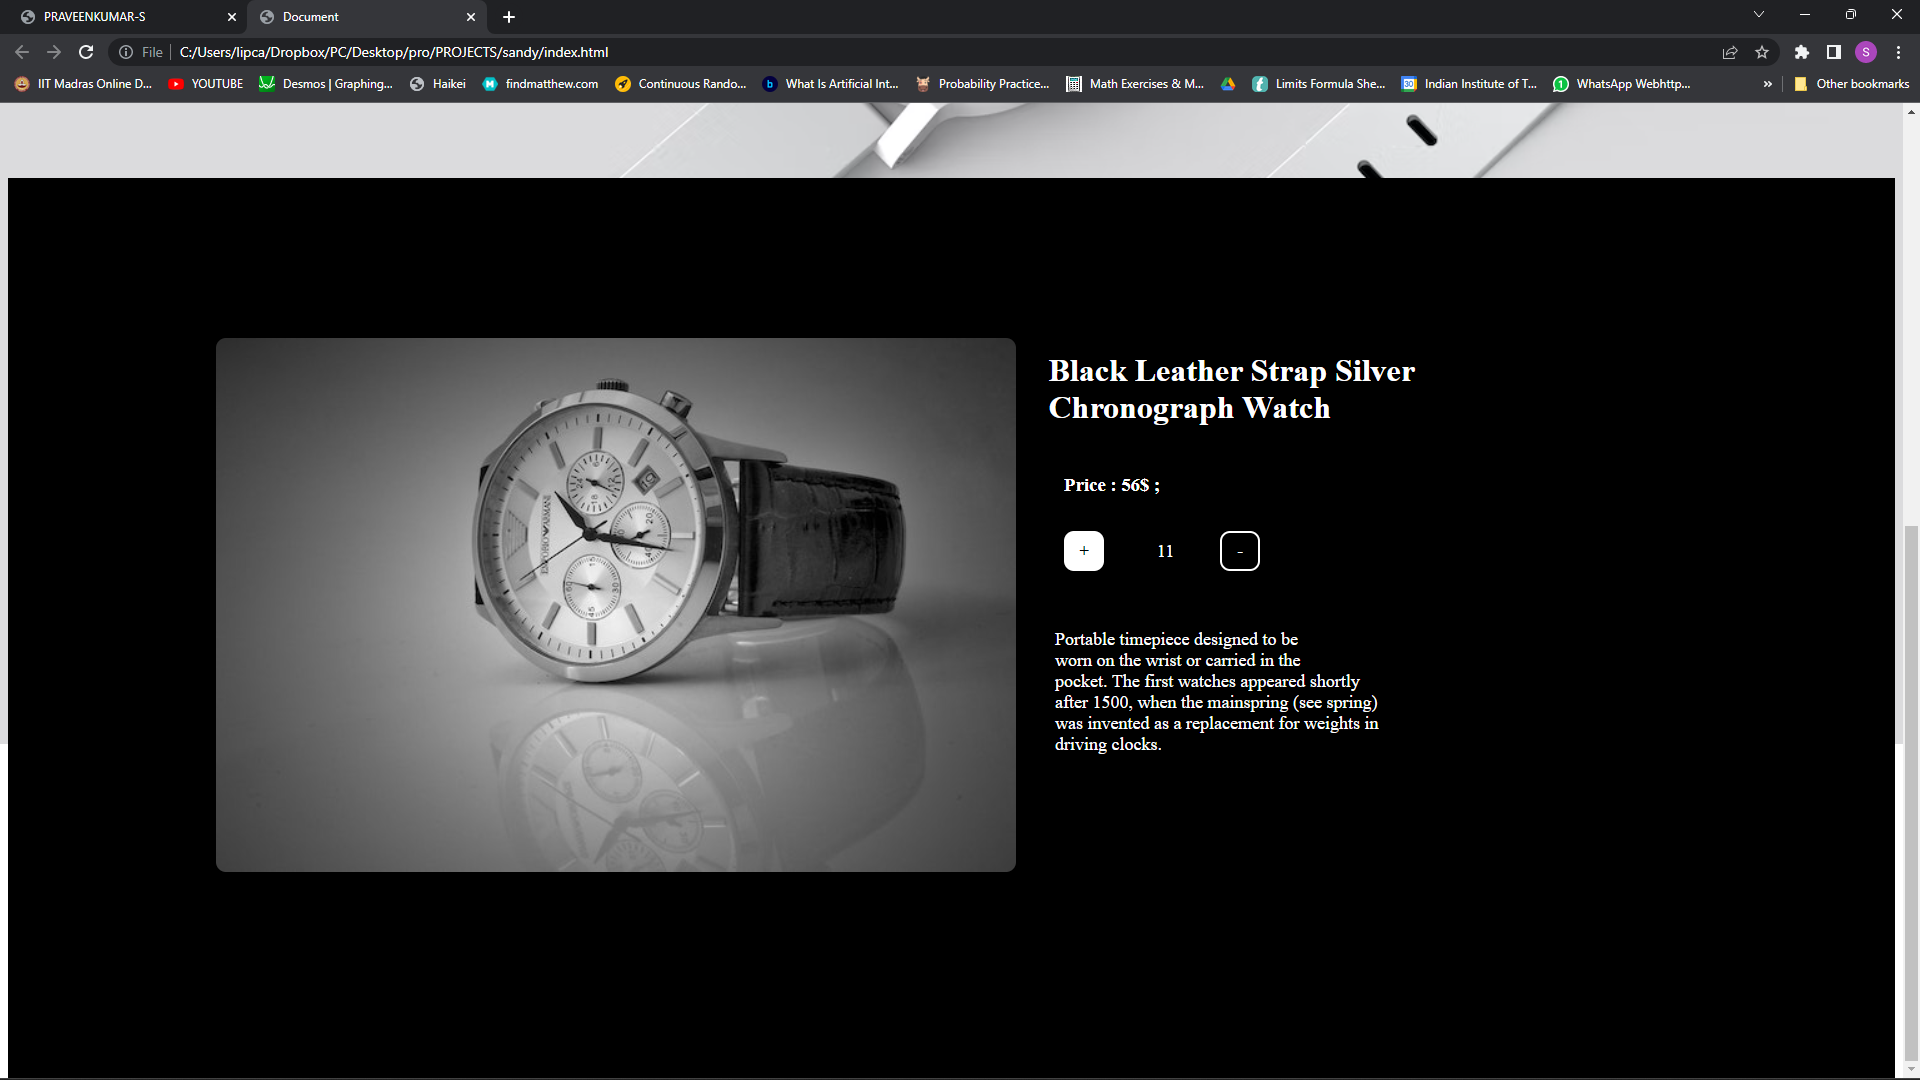 PRAVEENKUMAR-S
Document
File
C:/Users/lipca/Dropbox/PC/Desktop/pro/PROJECTS/sandy/index.html
S
IIT Madras Online D...
YOUTUBE
Desmos | Graphing...
Haikei
findmatthew.com
Continuous Rando...
What Is Artificial Int...
Probability Practice...
Math Exercises & M...
Limits Formula She...
Indian Institute of T...
WhatsApp Webhttp...
»
Other bookmarks
Black Leather Strap Silver
Chronograph Watch
Price : 56$ ;
+
11
-
Portable timepiece designed to be
worn on the wrist or carried in the
pocket. The first watches appeared shortly
after 1500, when the mainspring (see spring)
was invented as a replacement for weights in
driving clocks.
EMPORIO ARMANI